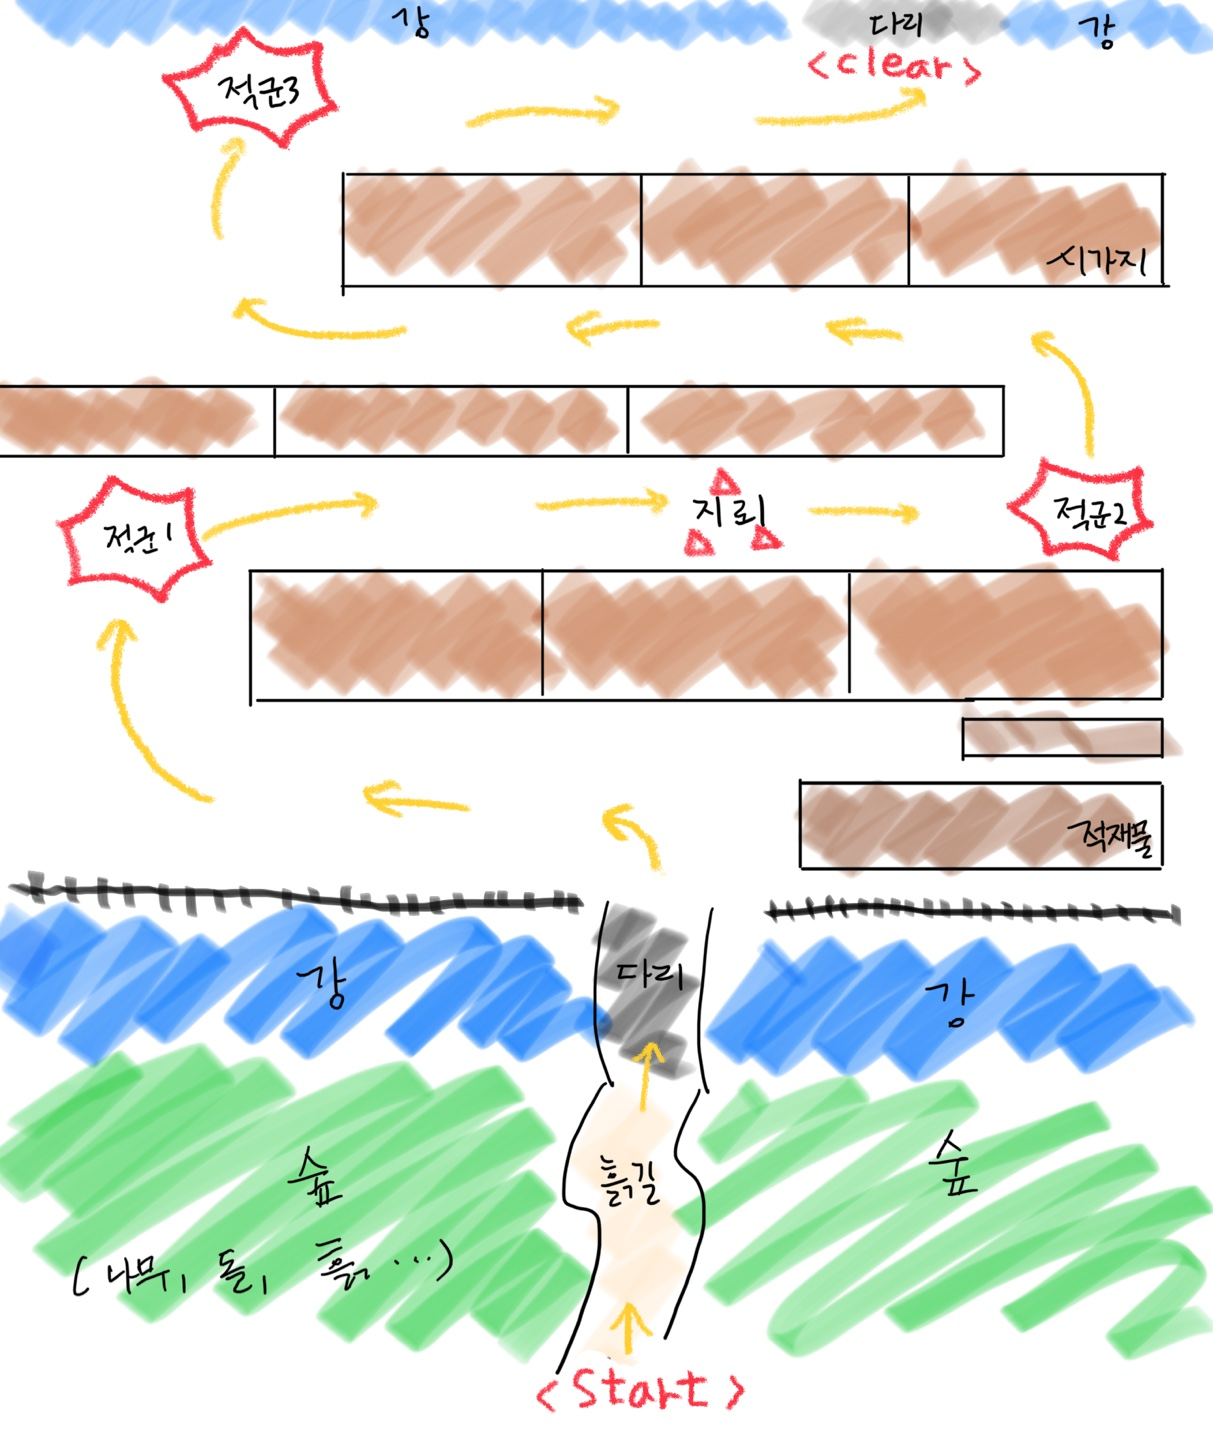 강 다리 강
<clear>
적군3
시가지
적군1
지뢰
적군2
적재물
강 다리 강
숲 흙길 숲
(나무, 돌, 흙, ...)
<Start>